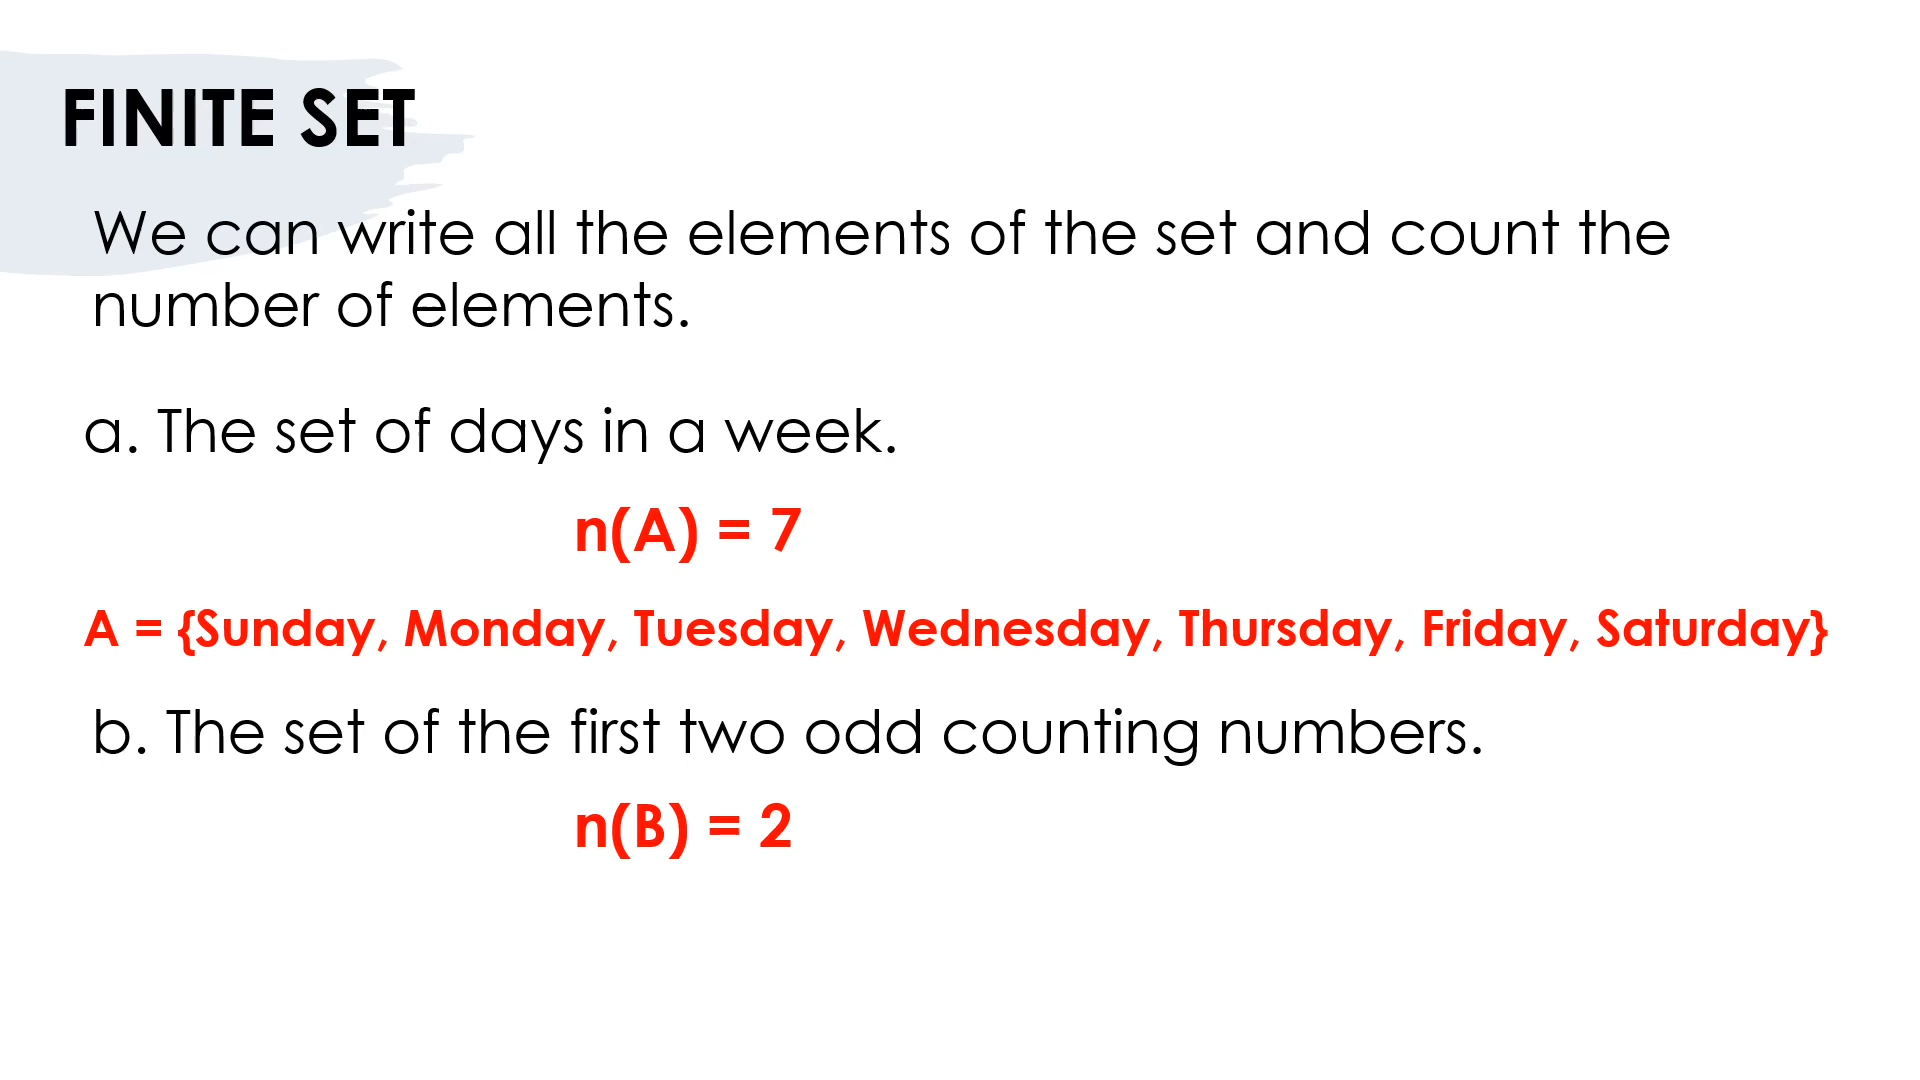 FINITE SET
We can write all the elements of the set and count the
number of elements.
a. The set of days in a week.
n(A) = 7
A = {Sunday, Monday, Tuesday, Wednesday, Thursday, Friday, Saturday}
b. The set of the first two odd counting numbers.
n(B) = 2